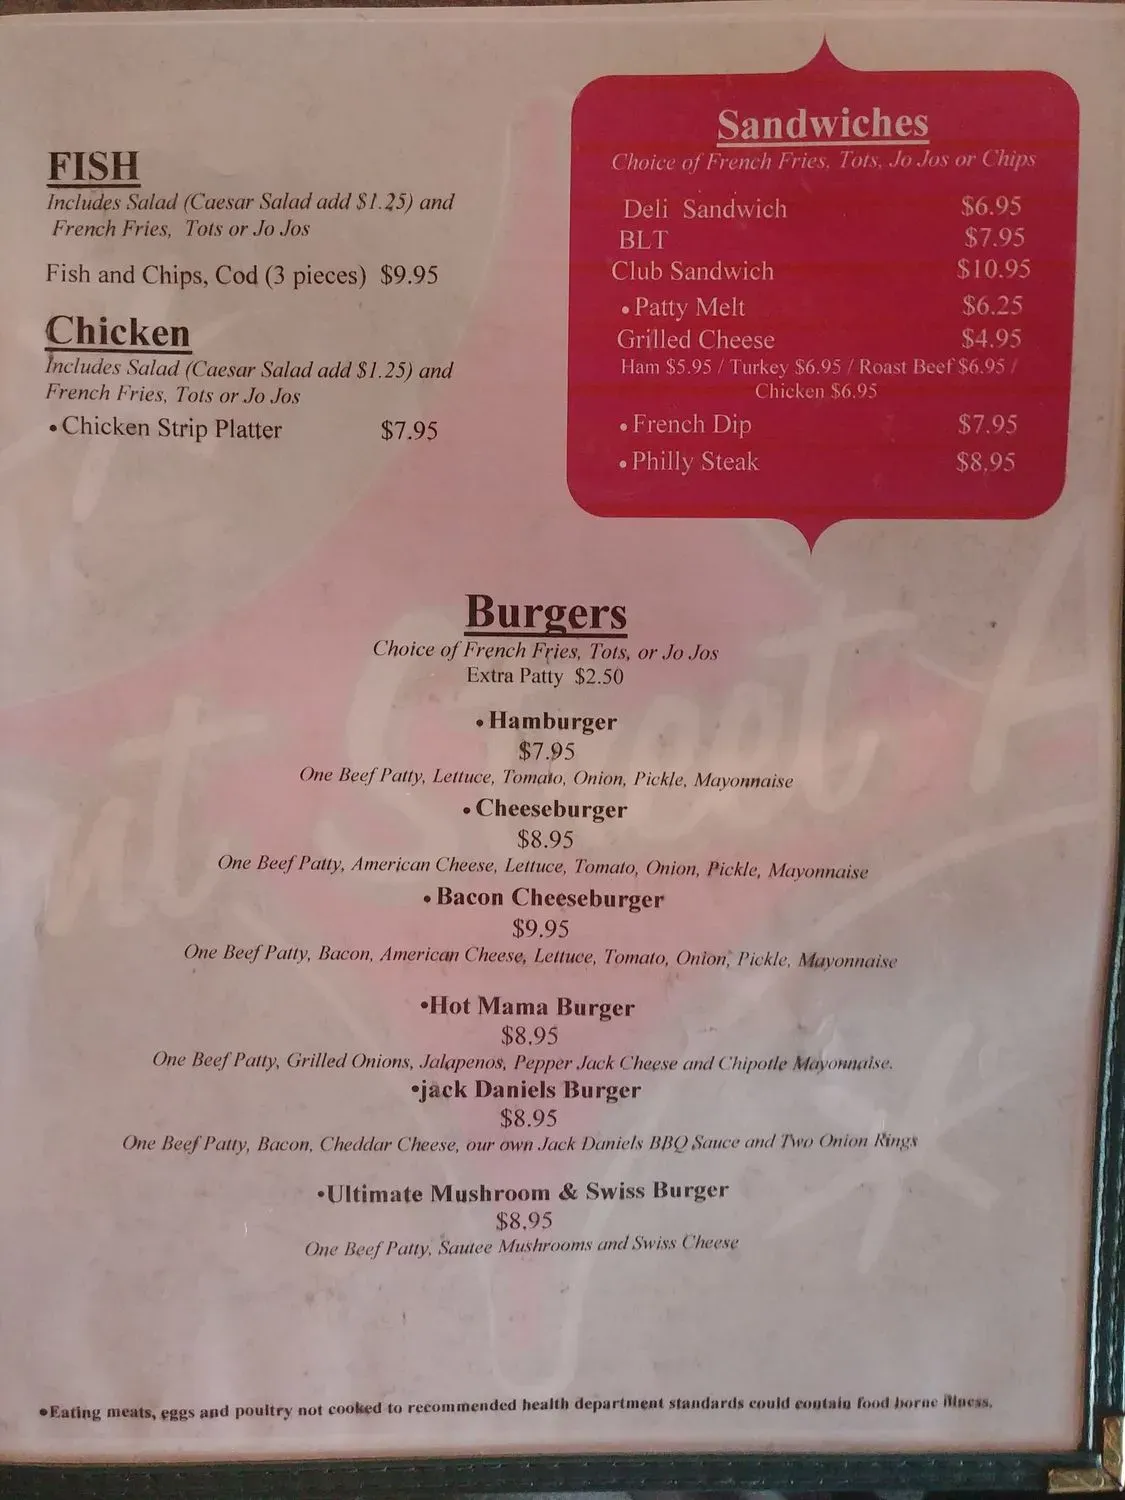 FISH
Includes Salad (Caesar Salad add $1.25) and
French Fries, Tots or Jo Jos
Fish and Chips, Cod (3 pieces) $9.95
Chicken
Includes Salad (Caesar Salad add $1.25) and
French Fries, Tots or Jo Jos
•Chicken Strip Platter $7.95
Sandwiches
Choice of French Fries, Tots, Jo Jos or Chips
Deli Sandwich $6.95
BLT $7.95
Club Sandwich $10.95
•Patty Melt $6.25
Grilled Cheese $4.95
Ham $5.95 / Turkey $6.95 / Roast Beef $6.95 /
Chicken $6.95
•French Dip $7.95
•Philly Steak $8.95
Burgers
Choice of French Fries, Tots, or Jo Jos
Extra Patty $2.50
•Hamburger
$7.95
One Beef Patty, Lettuce, Tomato, Onion, Pickle, Mayonnaise
•Cheeseburger
$8.95
One Beef Patty, American Cheese, Lettuce, Tomato, Onion, Pickle, Mayonnaise
•Bacon Cheeseburger
$9.95
One Beef Patty, Bacon, American Cheese, Lettuce, Tomato, Onion, Pickle, Mayonnaise
•Hot Mama Burger
$8.95
One Beef Patty, Grilled Onions, Jalapenos, Pepper Jack Cheese and Chipotle Mayonnaise.
•jack Daniels Burger
$8.95
One Beef Patty, Bacon, Cheddar Cheese, our own Jack Daniels BBQ Sauce and Two Onion Rings
•Ultimate Mushroom & Swiss Burger
$8.95
One Beef Patty, Sautee Mushrooms and Swiss Cheese
•Eating meats, eggs and poultry not cooked to recommended health department standards could contain food borne illness.